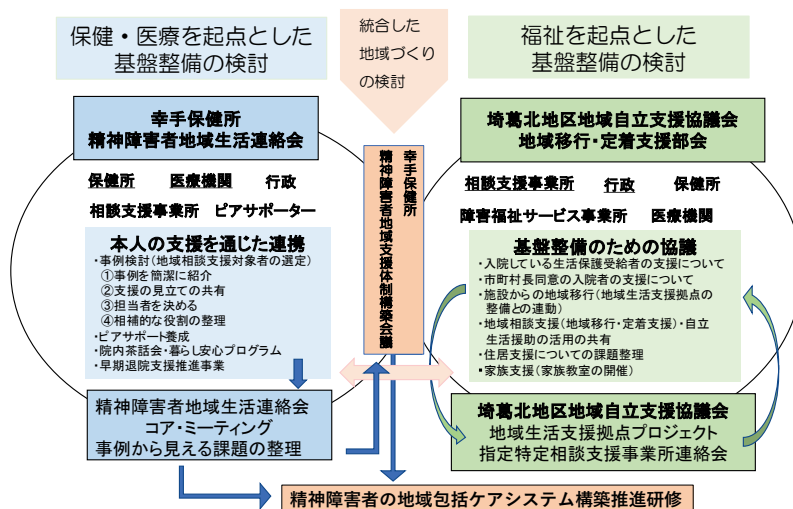 保健・医療を起点とした
基盤整備の検討
統合した
地域づくり
の検討
福祉を起点とした
基盤整備の検討
幸手保健所
精神障害者地域生活連絡会
保健所 医療機関 行政
相談支援事業所 ピアサポーター
本人の支援を通じた連携
・事例検討(地域相談支援対象者の選定)
①事例を簡潔に紹介
②支援の見立ての共有
③担当者を決める
④相補的な役割の整理
・ピアサポート養成
・院内茶話会・暮らし安心プログラム
・早期退院支援推進事業
精神障害者地域生活連絡会
コア・ミーティング
事例から見える課題の整理
幸手保健所
精神障害者地域支援体制構築会議
埼葛北地区地域自立支援協議会
地域移行・定着支援部会
相談支援事業所 行政 保健所
障害福祉サービス事業所 医療機関
基盤整備のための協議
・入院している生活保護受給者の支援について
・市町村長同意の入院者の支援について
・施設からの地域移行(地域生活支援拠点の
整備との連動)
・地域相談支援(地域移行・定着支援)・自立
生活援助の活用の共有
・住居支援についての課題整理
・家族支援(家族教室の開催)
埼葛北地区地域自立支援協議会
地域生活支援拠点プロジェクト
指定特定相談支援事業所連絡会
精神障害者の地域包括ケアシステム構築推進研修